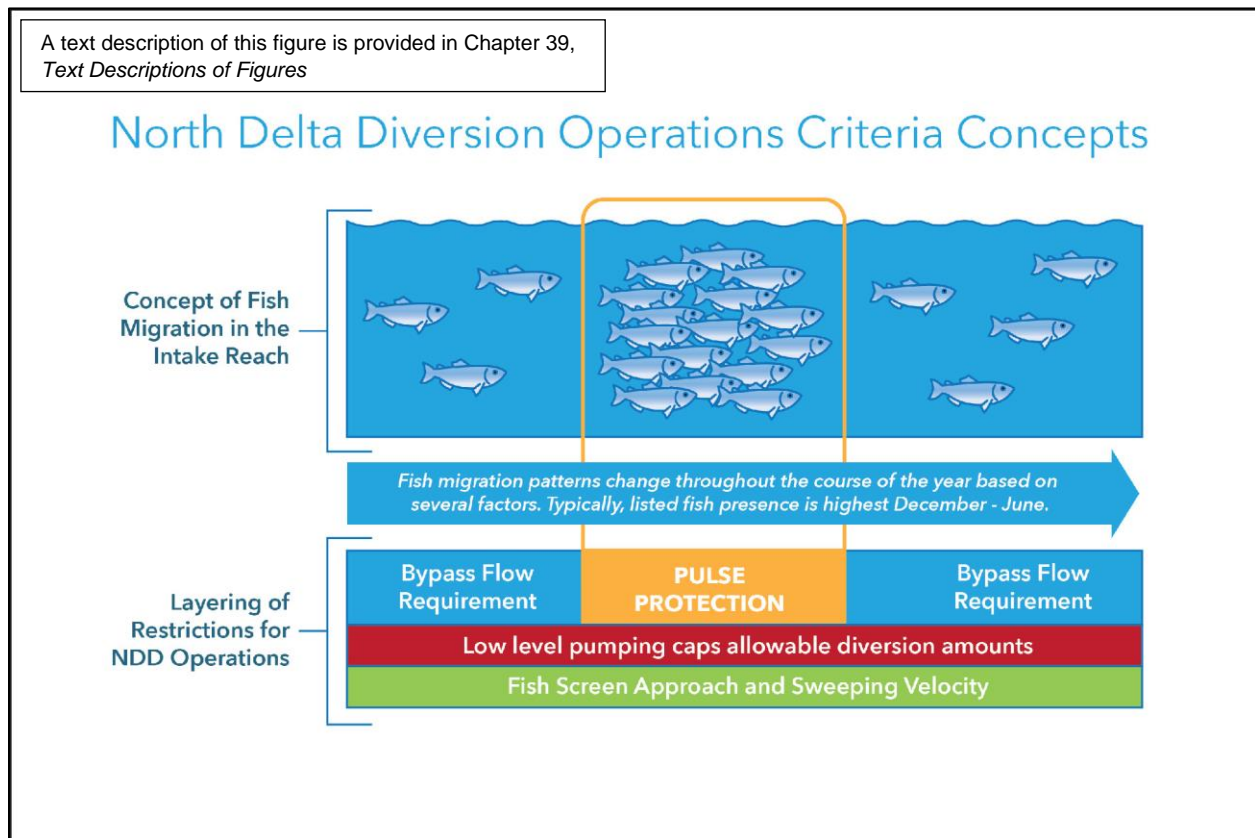 A text description of this figure is provided in Chapter 39,
Text Descriptions of Figures
North Delta Diversion Operations Criteria Concepts
Concept of Fish
Migration in the
Intake Reach
Fish migration patterns change throughout the course of the year based on
several factors. Typically, listed fish presence is highest December - June.
Layering of
Restrictions for
NDD Operations
Bypass Flow
Requirement
PULSE
PROTECTION
Bypass Flow
Requirement
Low level pumping caps allowable diversion amounts
Fish Screen Approach and Sweeping Velocity